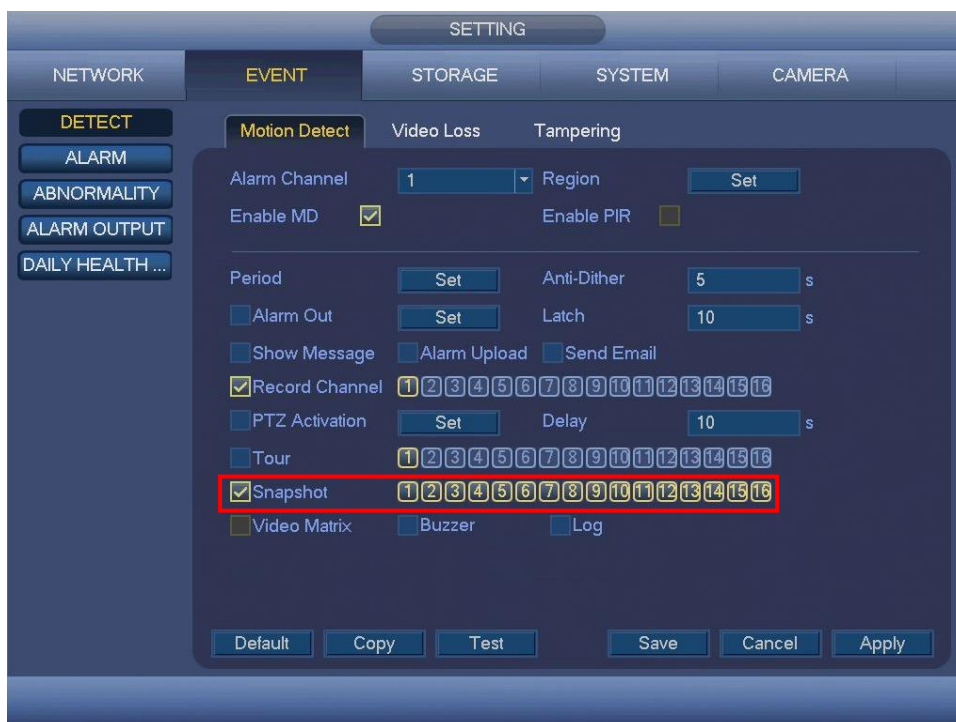 SETTING
NETWORK EVENT STORAGE SYSTEM CAMERA
DETECT
ALARM
ABNORMALITY
ALARM OUTPUT
DAILY HEALTH ...
Motion Detect Video Loss Tampering
Alarm Channel 1 Region Set
Enable MD Enable PIR
Period Set Anti-Dither 5 s
Alarm Out Set Latch 10 s
Show Message Alarm Upload Send Email
Record Channel 1 2 3 4 5 6 7 8 9 10 11 12 13 14 15 16
PTZ Activation Set Delay 10 s
Tour 1 2 3 4 5 6 7 8 9 10 11 12 13 14 15 16
Snapshot 1 2 3 4 5 6 7 8 9 10 11 12 13 14 15 16
Video Matrix Buzzer Log
Default Copy Test Save Cancel Apply